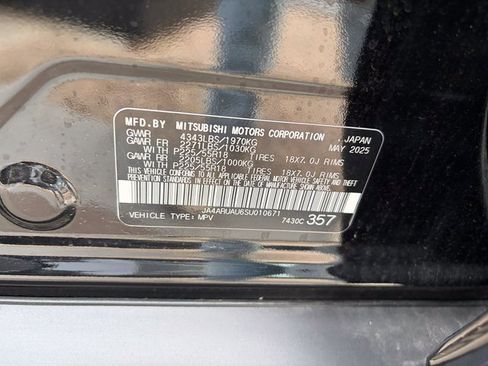 MFD.BY MITSUBISHI MOTORS CORPORATION , JAPAN
GVWR 4343LBS/1970KG MAY 2025
GAWR FR 2271LBS/1030KG
WITH P225/55R18 TIRES 18X7.0J RIMS
GAWR RR 2205LBS/1000KG
WITH P225/55R18 TIRES 18X7.0J RIMS
THIS VEHICLE CONFORMS TO ALL APPLICABLE FEDERAL MOTOR VEHICLE SAFETY, BUMPER AND THEFT
PREVENTION STANDARDS IN EFFECT ON THE DATE OF MANUFACTURE SHOWN ABOVE.
JA4ARUAU6SU010671
VEHICLE TYPE: MPV 7430C 357